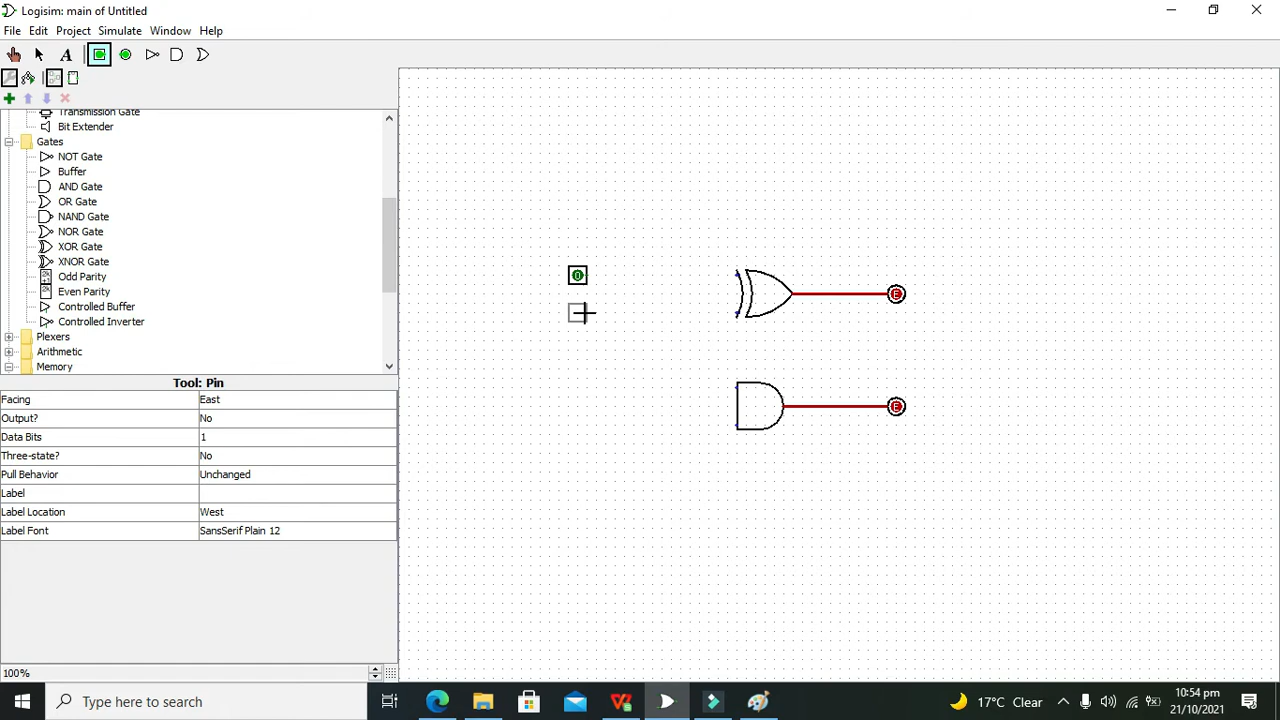 Logisim: main of Untitled
File Edit Project Simulate Window Help
A
Transmission Gate
Bit Extender
Gates
NOT Gate
Buffer
AND Gate
OR Gate
NAND Gate
NOR Gate
XOR Gate
XNOR Gate
Odd Parity
Even Parity
Controlled Buffer
Controlled Inverter
Plexers
Arithmetic
Memory
Tool: Pin
Facing East
Output? No
Data Bits 1
Three-state? No
Pull Behavior Unchanged
Label
Label Location West
Label Font SansSerif Plain 12
100%
0
E
E
Type here to search
17°C Clear
10:54 pm
21/10/2021